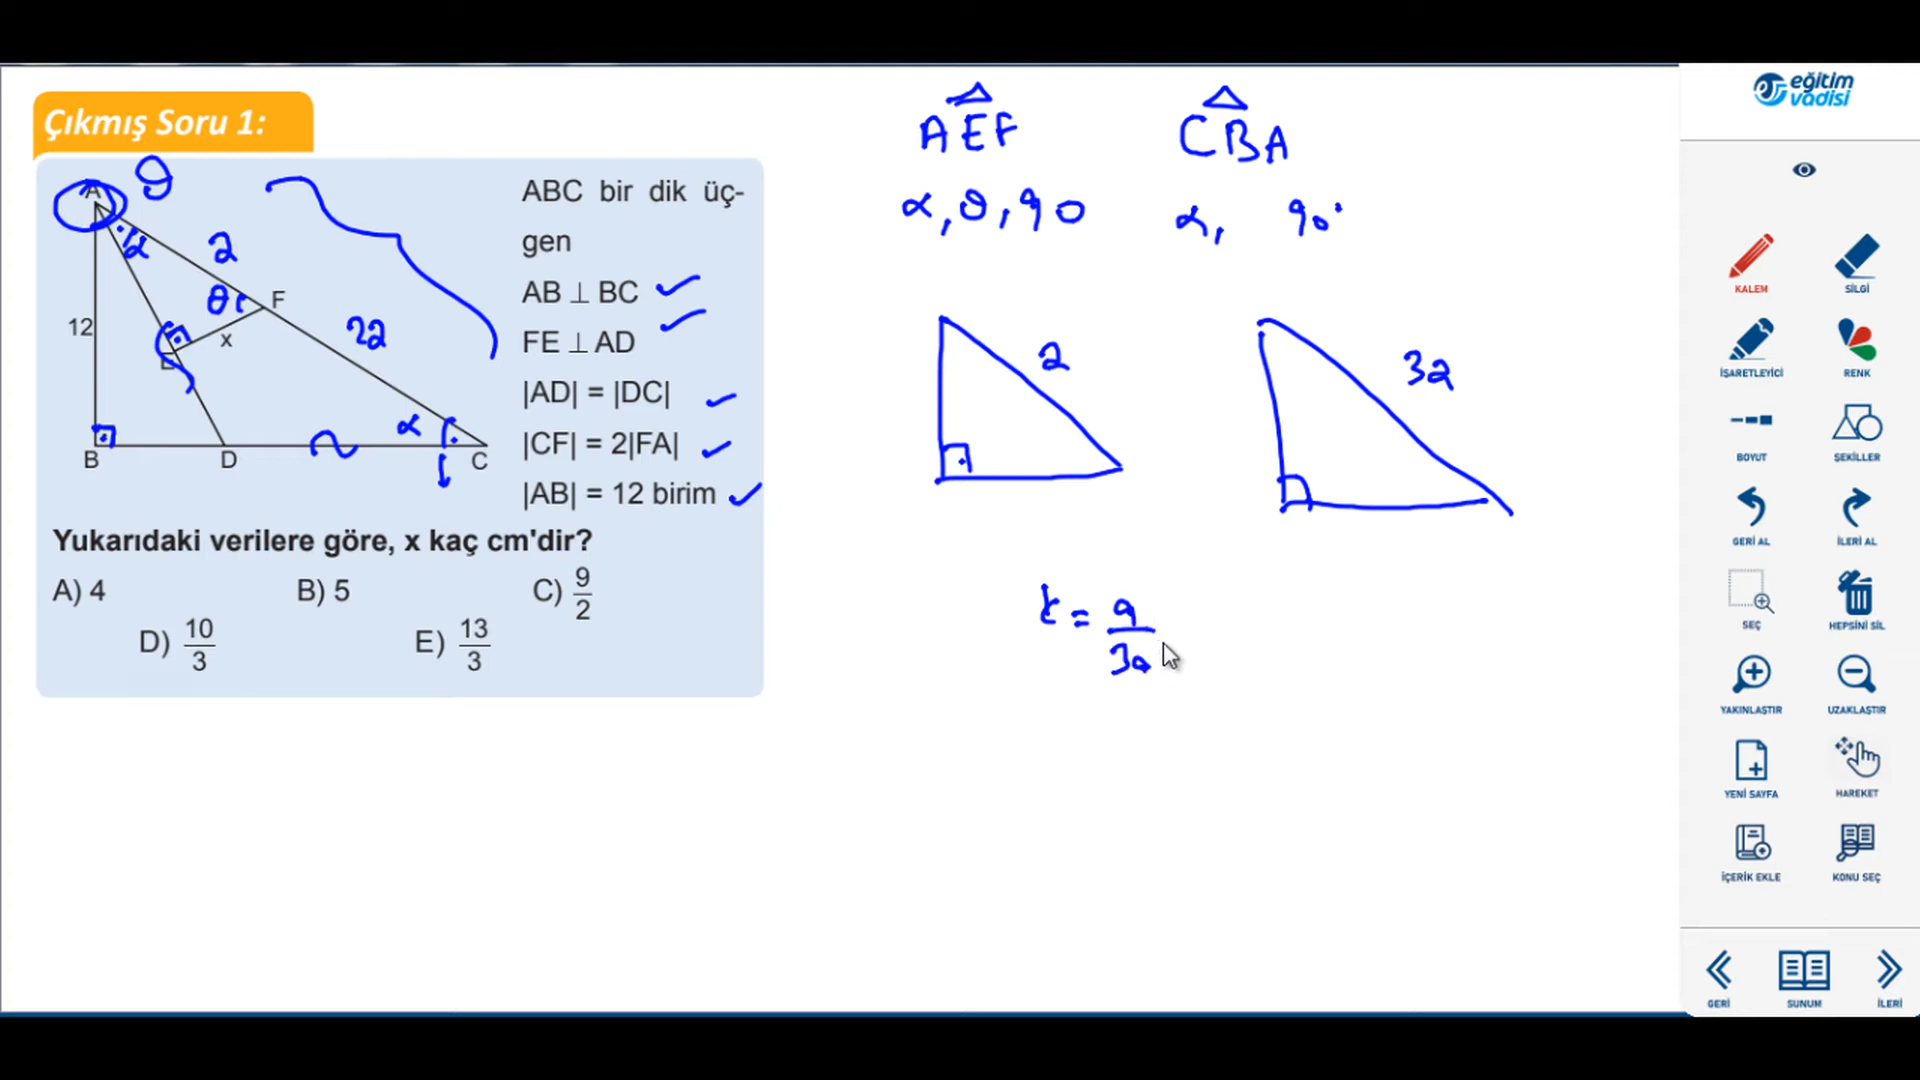 Çıkmış Soru 1:
A
ϑ
α
2
θ
F
22
12
E
x
α
B
D
C
ABC bir dik üç-
gen
AB ⊥ BC
FE ⊥ AD
|AD| = |DC|
|CF| = 2|FA|
|AB| = 12 birim
Yukarıdaki verilere göre, x kaç cm'dir?
A) 4
B) 5
C) 9/2
D) 10/3
E) 13/3
AEF
CBA
α, θ, 90
α, 90°
2
3a
k = a/3a
eğitim
vadisi
KALEM
SİLGİ
İŞARETLEYİCİ
RENK
BOYUT
ŞEKİLLER
GERİ AL
İLERİ AL
SEÇ
HEPSİNİ SİL
YAKINLAŞTIR
UZAKLAŞTIR
YENİ SAYFA
HAREKET
İÇERİK EKLE
KONU SEÇ
GERİ
SUNUM
İLERİ